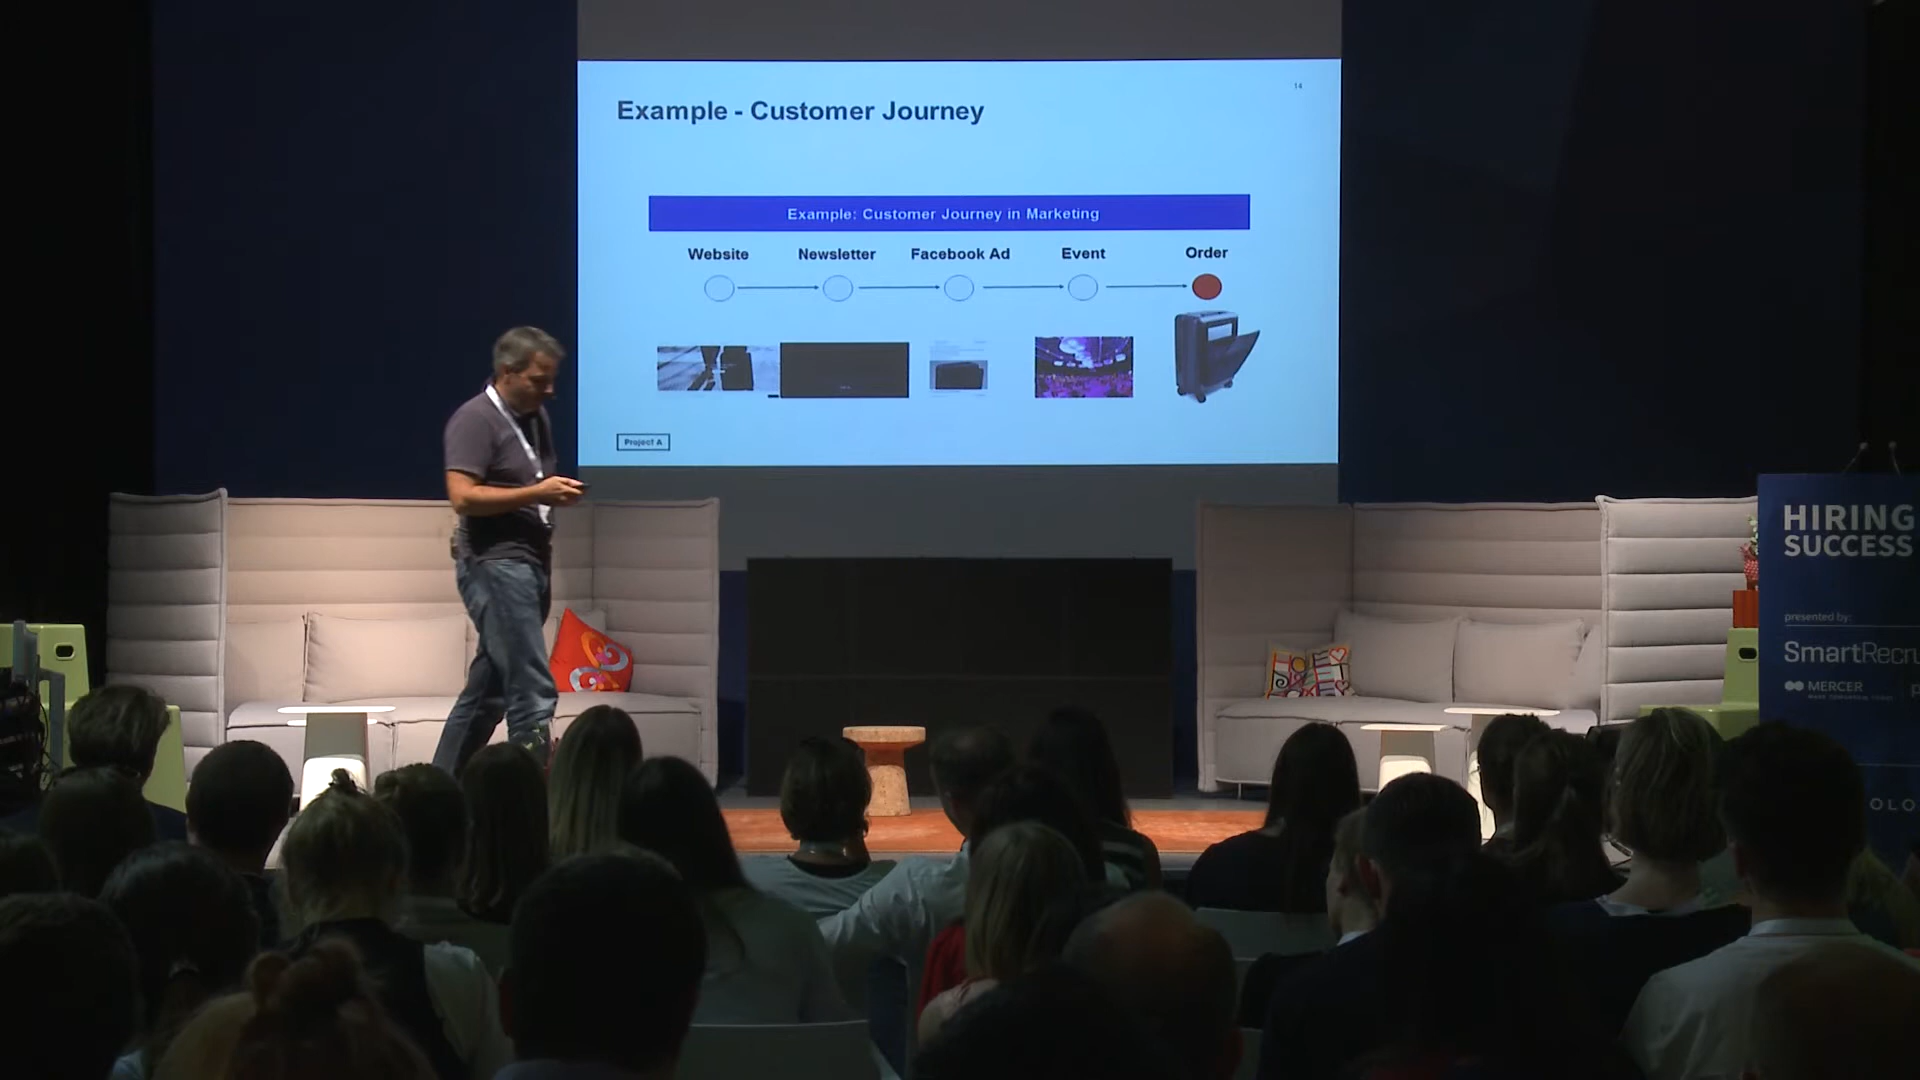 14
Example - Customer Journey
Example: Customer Journey in Marketing
Website Newsletter Facebook Ad Event Order
Project A
HIRING
SUCCESS
presented by:
SmartRecru
MERCER
p
OLO